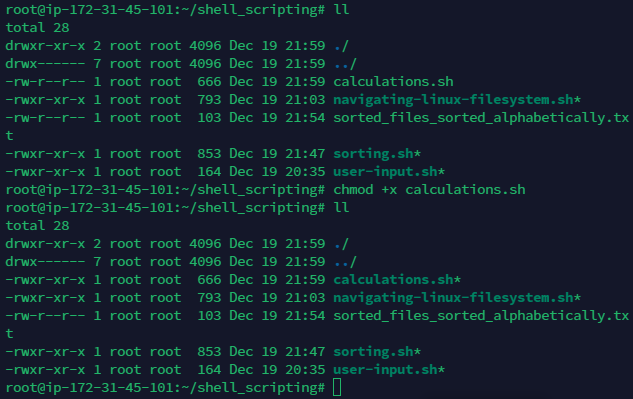 root@ip-172-31-45-101:~/shell_scripting# ll
total 28
drwxr-xr-x 2 root root 4096 Dec 19 21:59 ./
drwx------ 7 root root 4096 Dec 19 21:59 ../
-rw-r--r-- 1 root root  666 Dec 19 21:59 calculations.sh
-rwxr-xr-x 1 root root  793 Dec 19 21:03 navigating-linux-filesystem.sh*
-rw-r--r-- 1 root root  103 Dec 19 21:54 sorted_files_sorted_alphabetically.tx
t
-rwxr-xr-x 1 root root  853 Dec 19 21:47 sorting.sh*
-rwxr-xr-x 1 root root  164 Dec 19 20:35 user-input.sh*
root@ip-172-31-45-101:~/shell_scripting# chmod +x calculations.sh
root@ip-172-31-45-101:~/shell_scripting# ll
total 28
drwxr-xr-x 2 root root 4096 Dec 19 21:59 ./
drwx------ 7 root root 4096 Dec 19 21:59 ../
-rwxr-xr-x 1 root root  666 Dec 19 21:59 calculations.sh*
-rwxr-xr-x 1 root root  793 Dec 19 21:03 navigating-linux-filesystem.sh*
-rw-r--r-- 1 root root  103 Dec 19 21:54 sorted_files_sorted_alphabetically.tx
t
-rwxr-xr-x 1 root root  853 Dec 19 21:47 sorting.sh*
-rwxr-xr-x 1 root root  164 Dec 19 20:35 user-input.sh*
root@ip-172-31-45-101:~/shell_scripting#